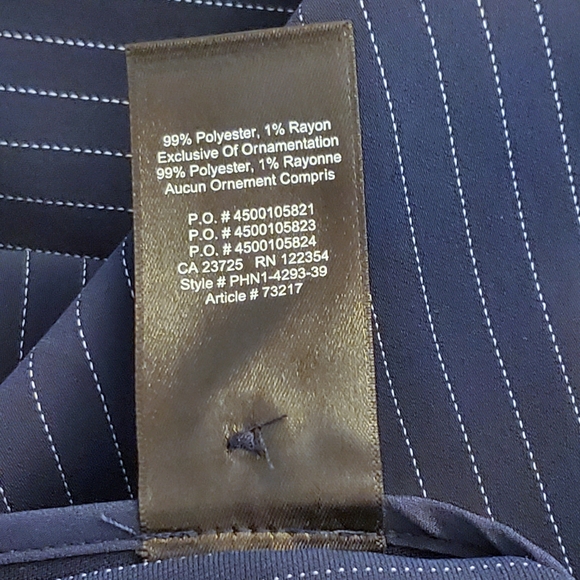 99% Polyester, 1% Rayon
Exclusive Of Ornamentation
99% Polyester, 1% Rayonne
Aucun Ornement Compris
P.O. # 4500105821
P.O. # 4500105823
P.O. # 4500105824
CA 23725 RN 122354
Style # PHN1-4293-39
Article # 73217